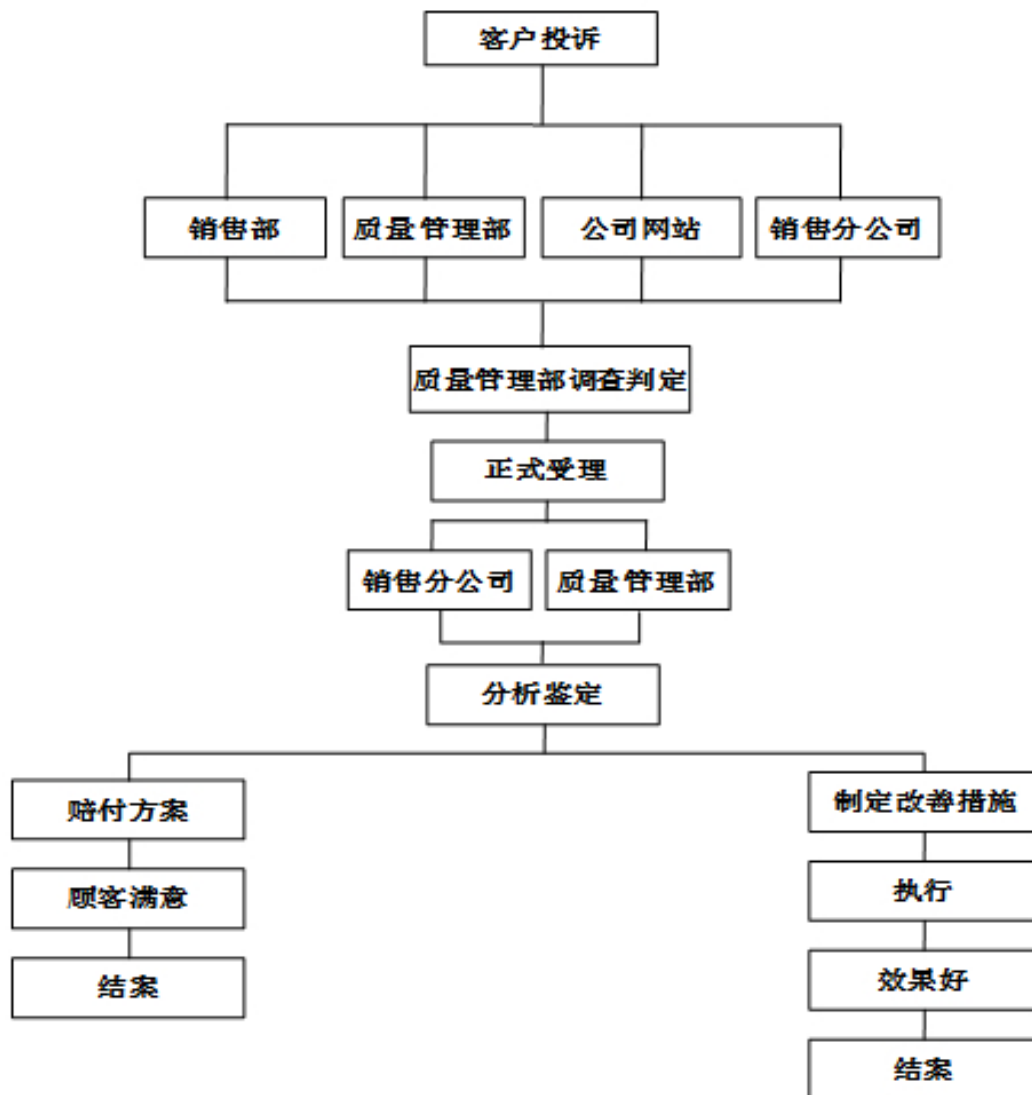 客户投诉
销售部
质量管理部
公司网站
销售分公司
质量管理部调查判定
正式受理
销售分公司
质量管理部
分析鉴定
赔付方案
制定改善措施
顾客满意
执行
结案
效果好
结案